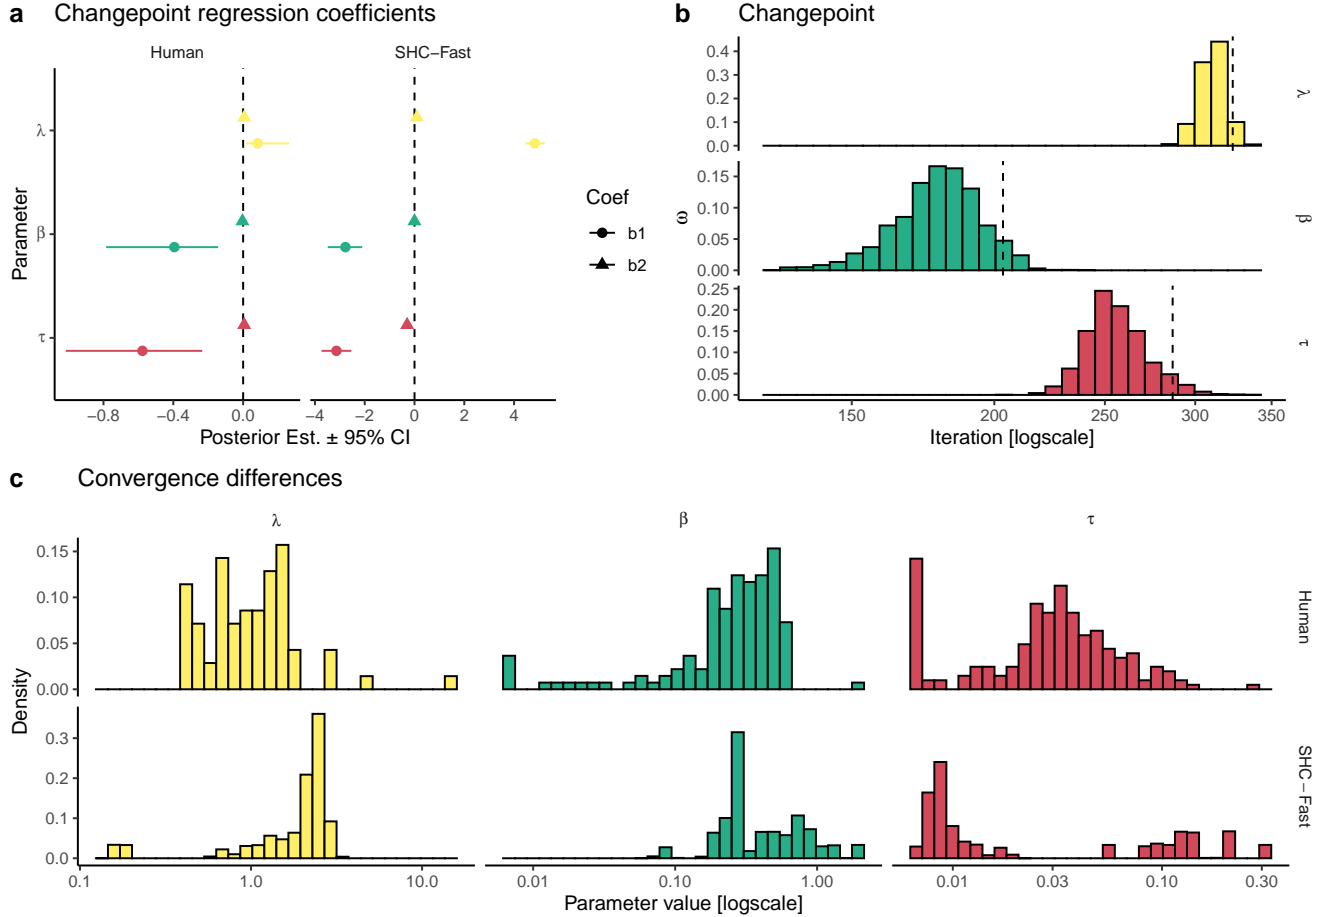 a Changepoint regression coefficients
Human
SHC−Fast
Parameter
λ
β
τ
−0.8
−0.4
0.0
−4
−2
0
2
4
Posterior Est. ± 95% CI
Coef
b1
b2
b Changepoint
ω
0.4
0.3
0.2
0.1
0.0
λ
0.15
0.10
0.05
0.00
β
0.25
0.20
0.15
0.10
0.05
0.00
τ
150
200
250
300
350
Iteration [logscale]
c Convergence differences
λ
β
τ
Density
0.15
0.10
0.05
0.00
Human
0.3
0.2
0.1
0.0
SHC − Fast
0.1
1.0
10.0
0.01
0.10
1.00
0.01
0.03
0.10
0.30
Parameter value [logscale]